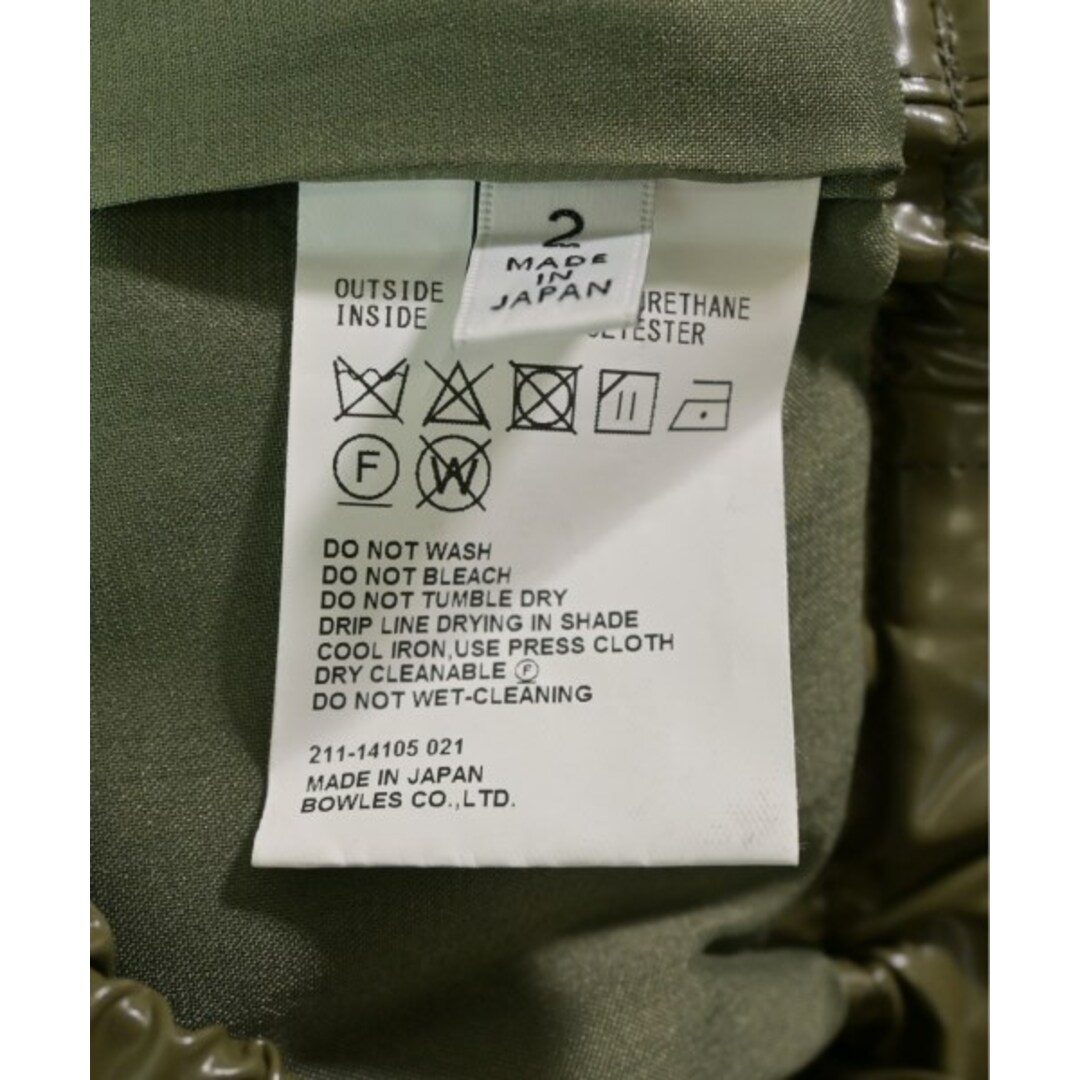 2
MADE
IN
JAPAN
OUTSIDE
INSIDE
F
W
DO NOT WASH
DO NOT BLEACH
DO NOT TUMBLE DRY
DRIP LINE DRYING IN SHADE
COOL IRON,USE PRESS CLOTH
DRY CLEANABLE Ⓕ
DO NOT WET-CLEANING
211-14105 021
MADE IN JAPAN
BOWLES CO.,LTD.